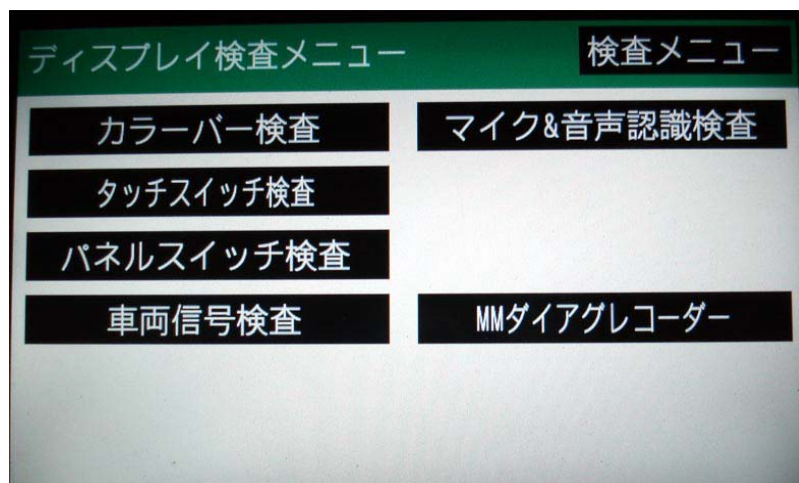 ディスプレイ検査メニュー
検査メニュー
カラーバー検査
マイク&音声認識検査
タッチスイッチ検査
パネルスイッチ検査
車両信号検査
MMダイアグレコーダー